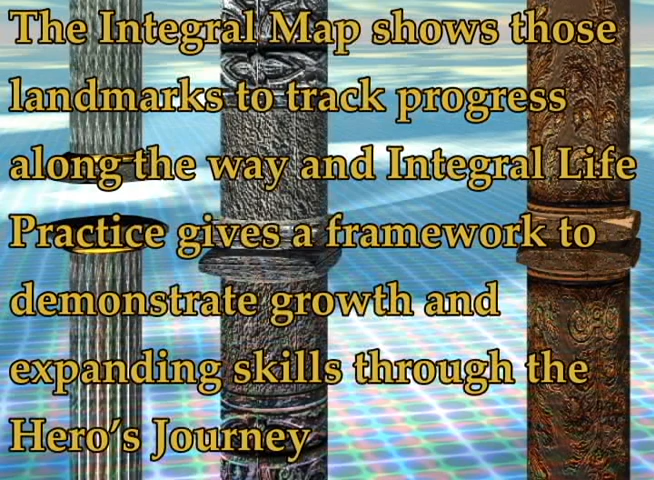 The Integral Map shows those
landmarks to track progress
along the way and Integral Life
Practice gives a framework to
demonstrate growth and
expanding skills through the
Hero's Journey